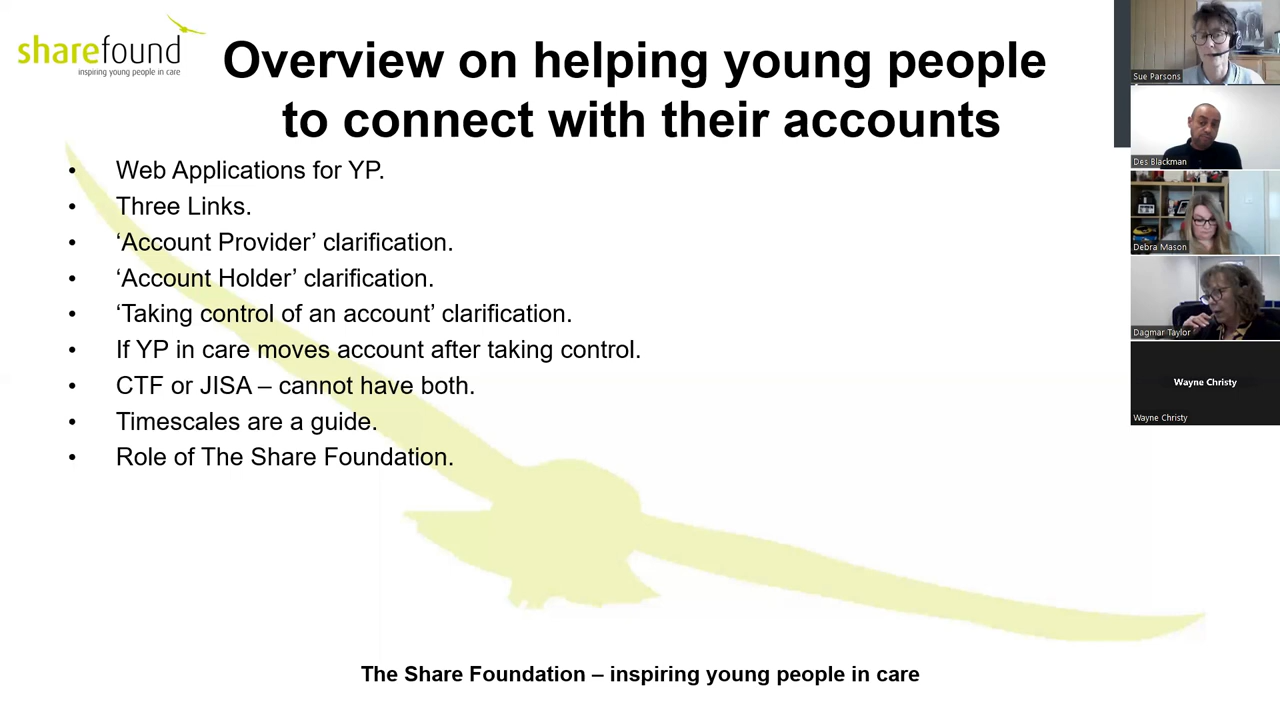 sharefound
inspiring young people in care
Overview on helping young people
to connect with their accounts
• Web Applications for YP.
• Three Links.
• ‘Account Provider’ clarification.
• ‘Account Holder’ clarification.
• ‘Taking control of an account’ clarification.
• If YP in care moves account after taking control.
• CTF or JISA – cannot have both.
• Timescales are a guide.
• Role of The Share Foundation.
The Share Foundation – inspiring young people in care
Sue Parsons
Des Blackman
Debra Mason
Dagmar Taylor
Wayne Christy
Wayne Christy